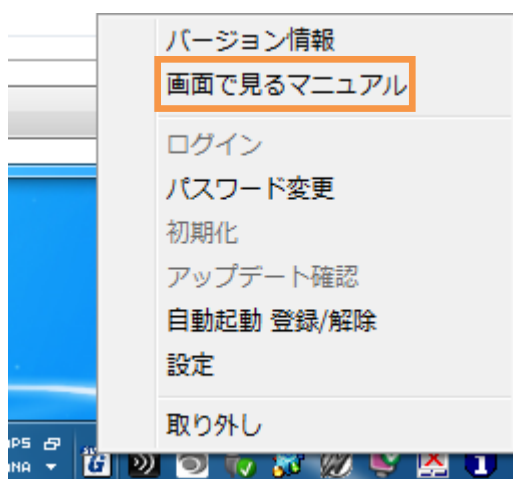 バージョン情報
画面で見るマニュアル
ログイン
パスワード変更
初期化
アップデート確認
自動起動 登録/解除
設定
取り外し